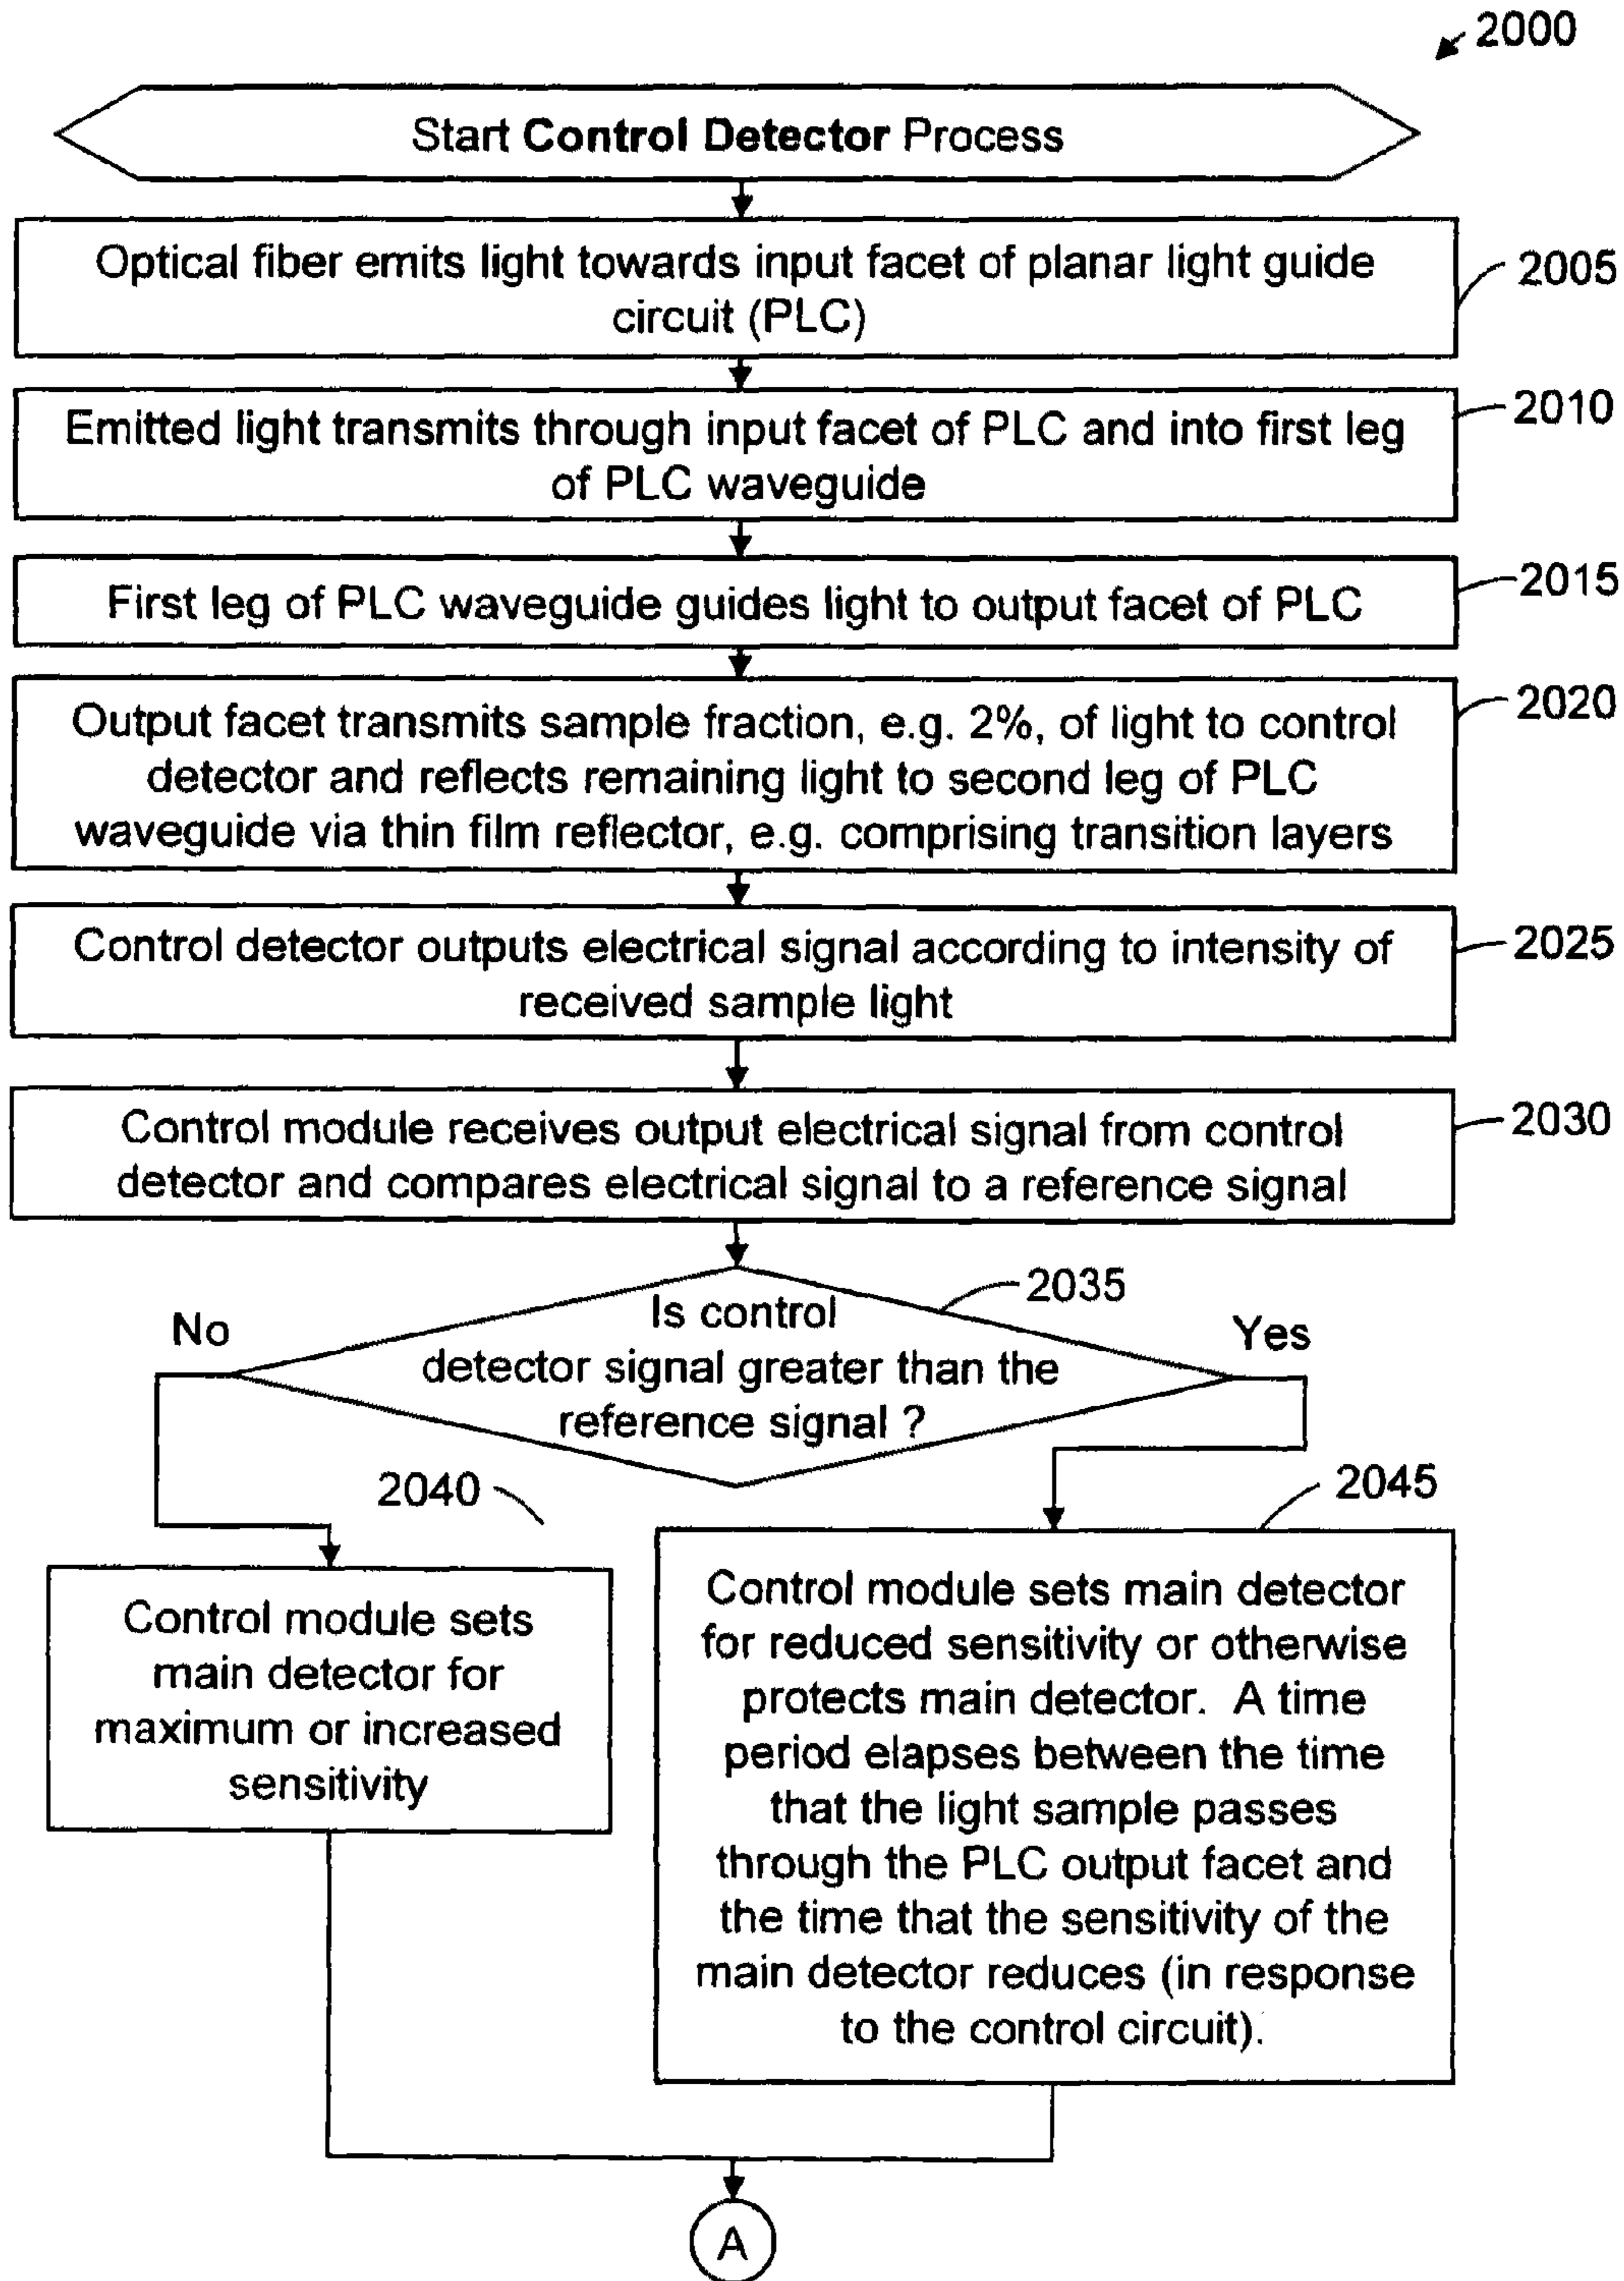 2000
Start Control Detector Process
Optical fiber emits light towards input facet of planar light guide
circuit (PLC)
2005
Emitted light transmits through input facet of PLC and into first leg
of PLC waveguide
2010
First leg of PLC waveguide guides light to output facet of PLC
2015
Output facet transmits sample fraction, e.g. 2%, of light to control
detector and reflects remaining light to second leg of PLC
waveguide via thin film reflector, e.g. comprising transition layers
2020
Control detector outputs electrical signal according to intensity of
received sample light
2025
Control module receives output electrical signal from control
detector and compares electrical signal to a reference signal
2030
2035
Is control
detector signal greater than the
reference signal ?
No
Yes
2040
Control module sets
main detector for
maximum or increased
sensitivity
2045
Control module sets main detector
for reduced sensitivity or otherwise
protects main detector. A time
period elapses between the time
that the light sample passes
through the PLC output facet and
the time that the sensitivity of the
main detector reduces (in response
to the control circuit).
A